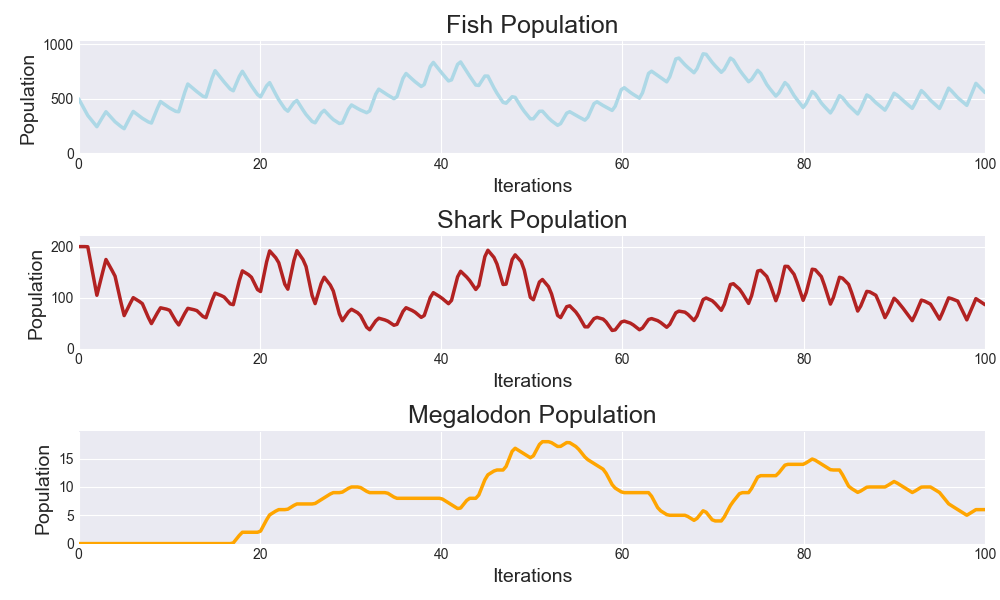 Fish Population
Population
1000
500
0
0 20 40 60 80 100
Iterations
Shark Population
Population
200
100
0
0 20 40 60 80 100
Iterations
Megalodon Population
Population
15
10
5
0
0 20 40 60 80 100
Iterations